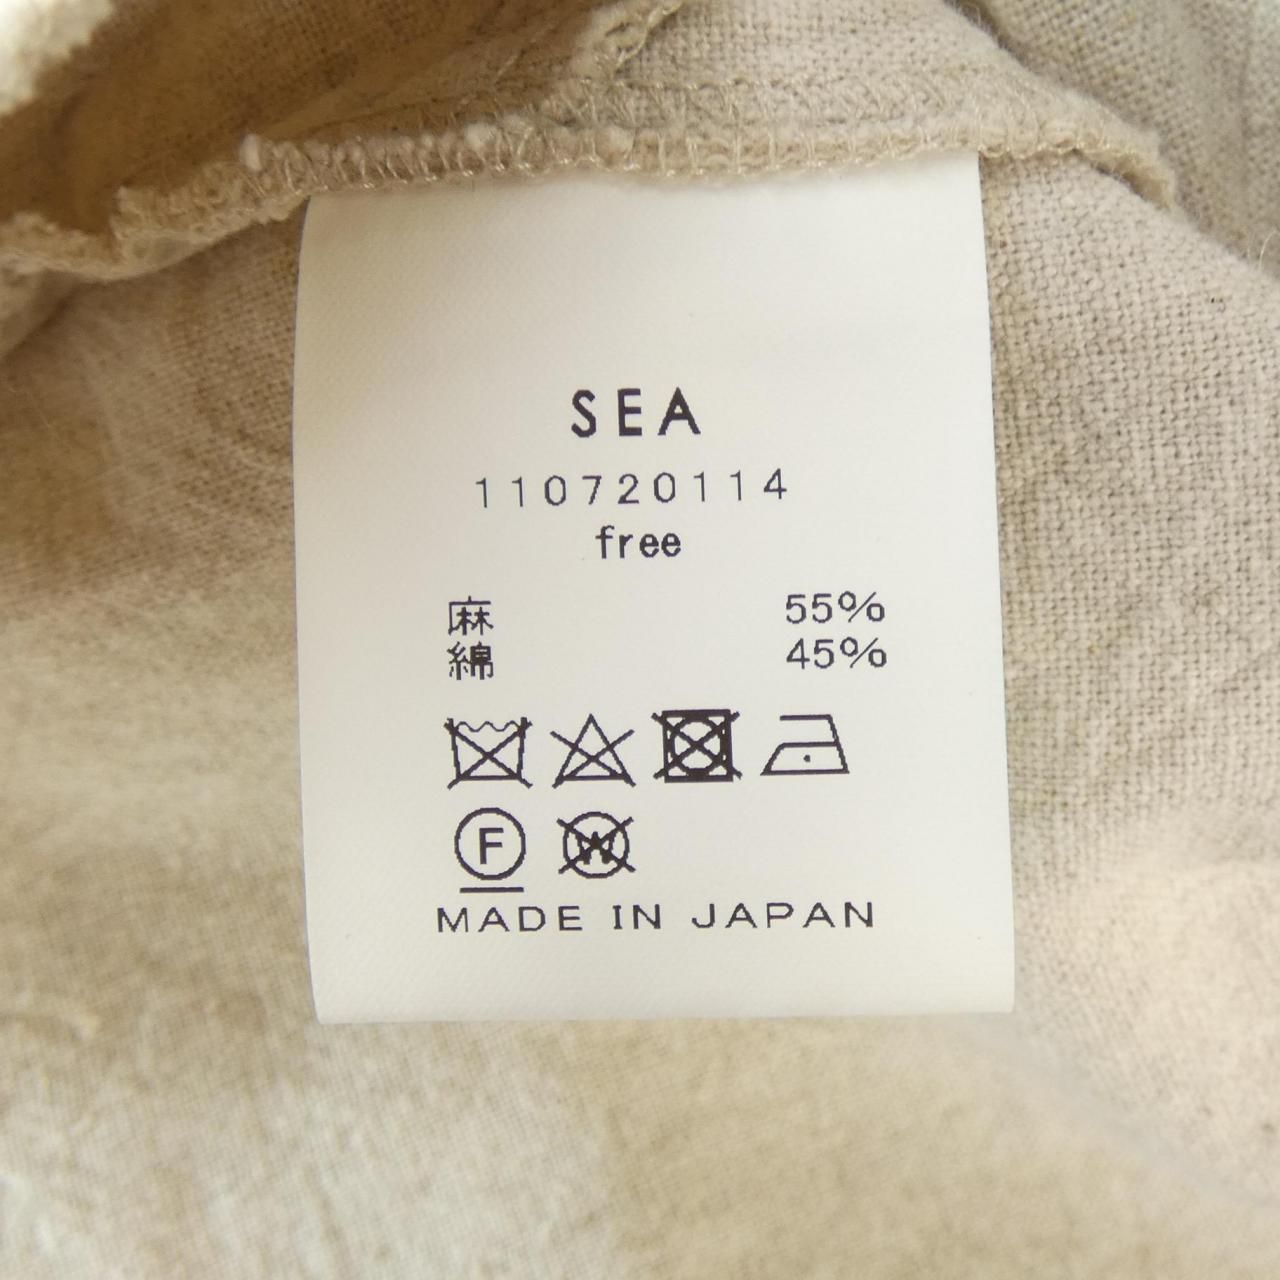 SEA
110720114
free
麻 55%
綿 45%
F W
MADE IN JAPAN